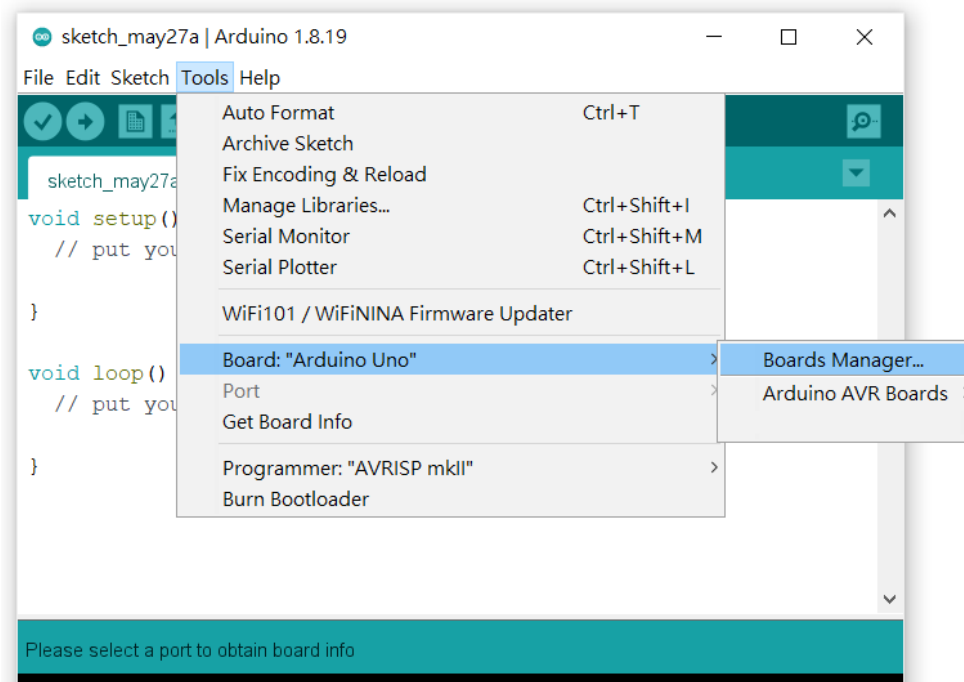 sketch_may27a | Arduino 1.8.19
File Edit Sketch Tools Help
Auto Format Ctrl+T
Archive Sketch
Fix Encoding & Reload
Manage Libraries... Ctrl+Shift+I
Serial Monitor Ctrl+Shift+M
Serial Plotter Ctrl+Shift+L
WiFi101 / WiFiNINA Firmware Updater
Board: "Arduino Uno"
Port
Get Board Info
Programmer: "AVRISP mkII"
Burn Bootloader
Boards Manager...
Arduino AVR Boards
sketch_may27a
void setup()
// put you
}
void loop()
// put you
}
Please select a port to obtain board info